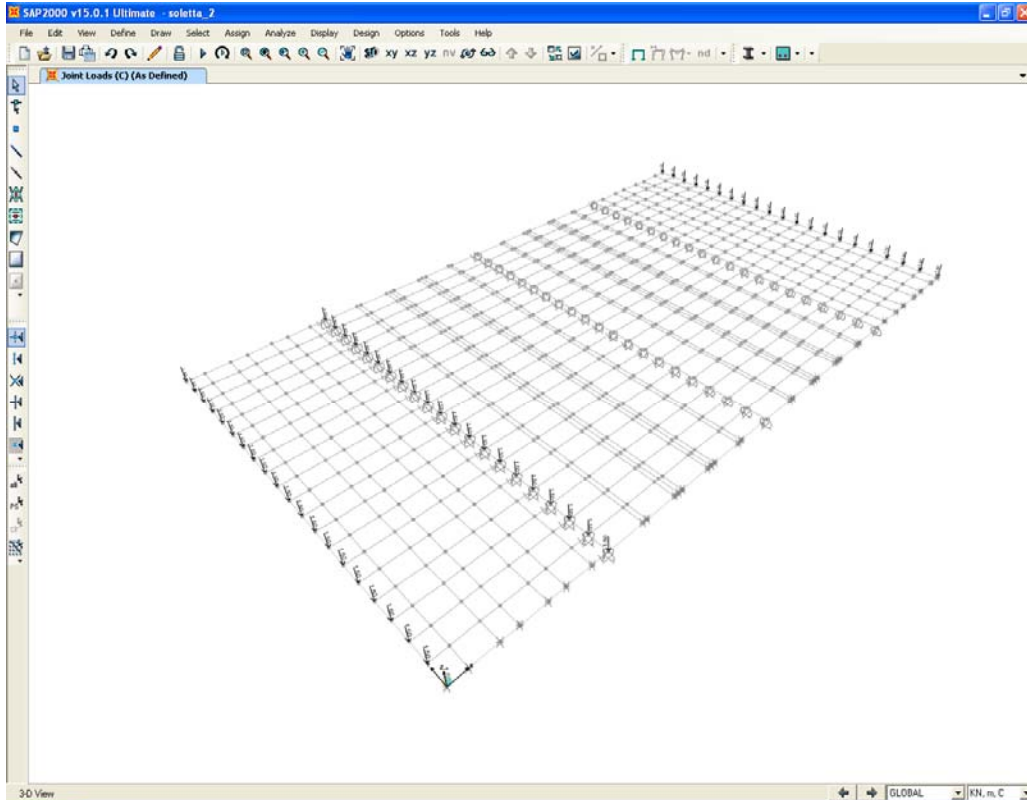 SAP2000 v15.0.1 Ultimate - soletta_2
File Edit View Define Draw Select Assign Analyze Display Design Options Tools Help
xy xz yz nv nd
Joint Loads (C) (As Defined)
3-D View GLOBAL KN, m, C